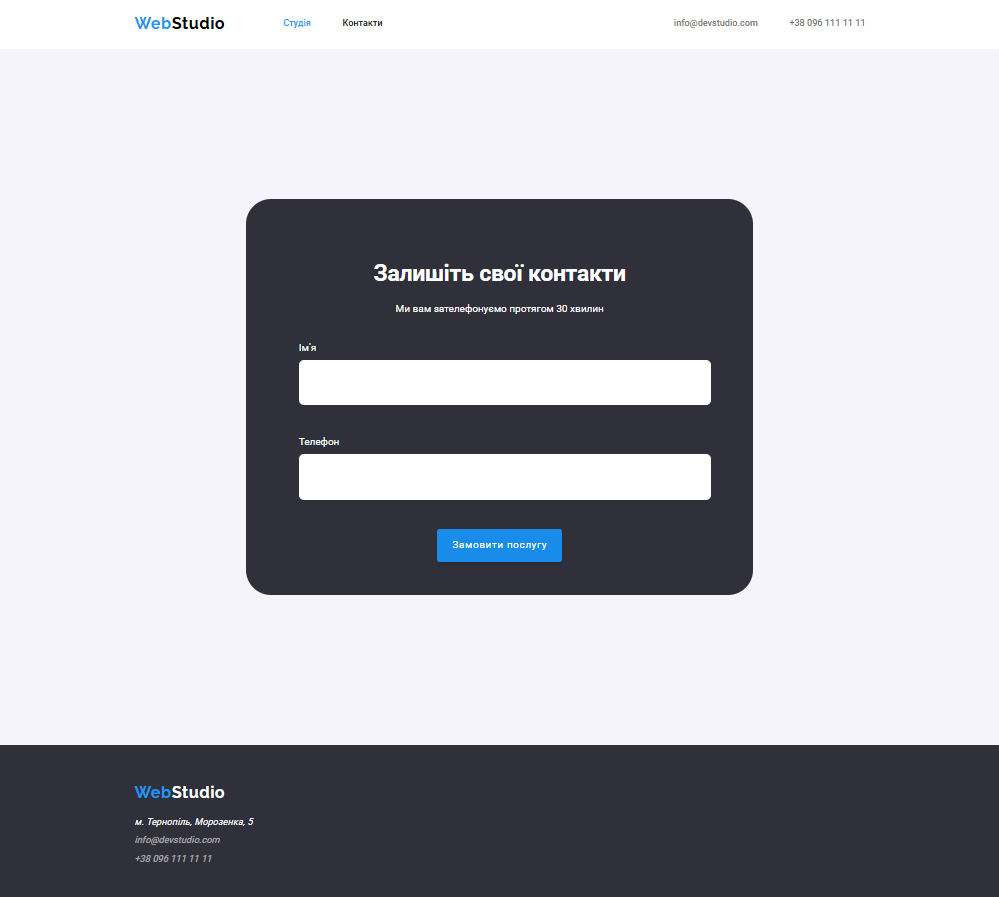 WebStudio Студія Контакти info@devstudio.com +38 096 111 11 11
Залишіть свої контакти
Ми вам зателефонуємо протягом 30 хвилин
Ім'я
Телефон
Звмовити послугу
WebStudio
м. Тернопіль, Морозенка, 5
info@devstudio.com
+38 096 111 11 11